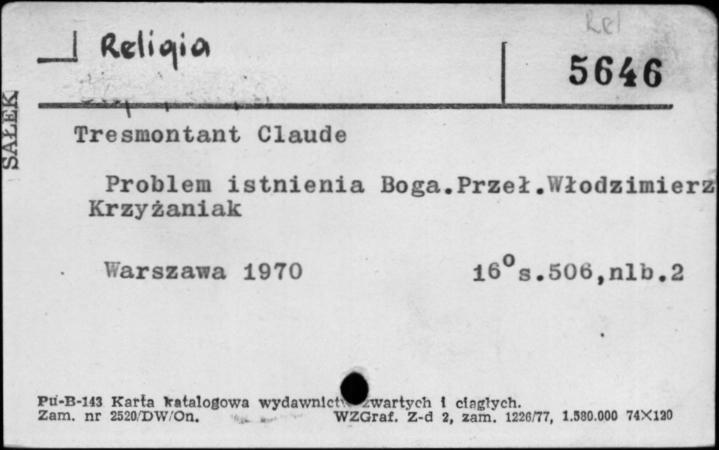 Rel
Religia
5646
SAŁEK
Tresmontant Claude
Problem istnienia Boga.Przeł.Włodzimierz
Krzyżaniak
Warszawa 1970 16⁰s.506,nlb.2
Pu-B-143 Karta katalogowa wydawnictw zwartych i ciągłych.
Zam. nr 2520/DW/On. WZGraf. Z-d 2, zam. 1226/77, 1.580.000 74X120